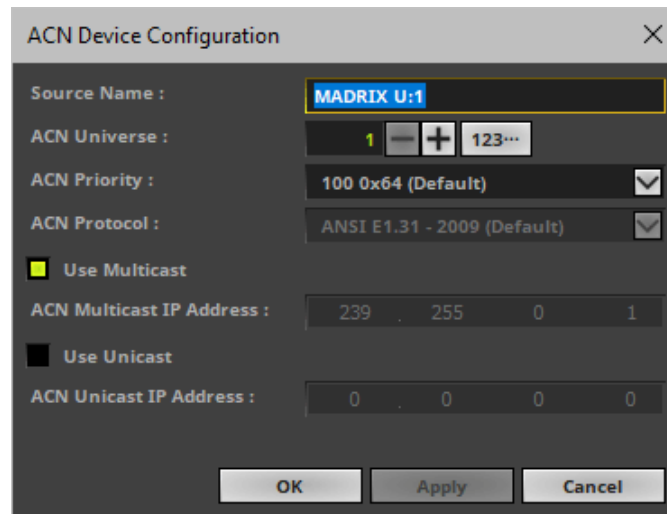 ACN Device Configuration
Source Name :
MADRIX U:1
ACN Universe :
1
123...
ACN Priority :
100 0x64 (Default)
ACN Protocol :
ANSI E1.31 - 2009 (Default)
Use Multicast
ACN Multicast IP Address :
239 . 255 0 1
Use Unicast
ACN Unicast IP Address :
0 . 0 0 0
OK Apply Cancel